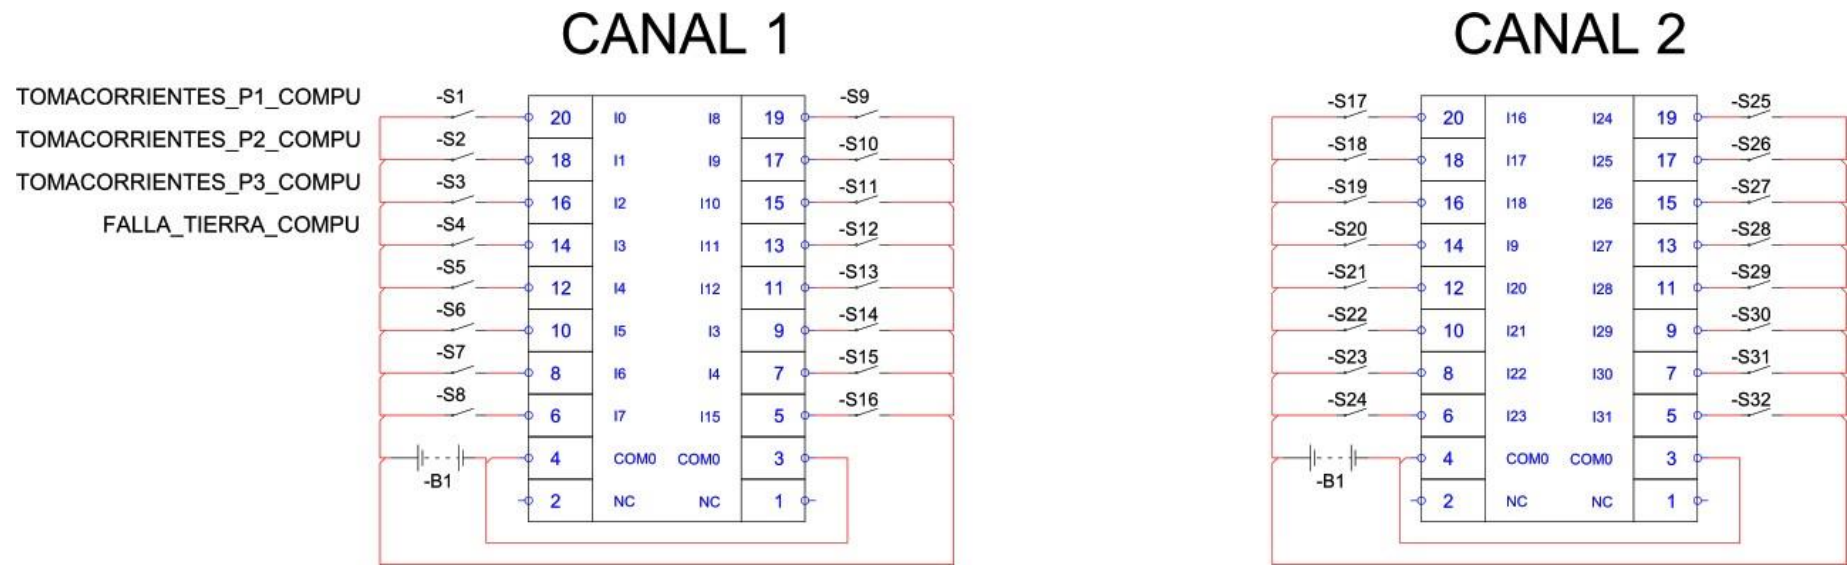 CANAL 1
CANAL 2
TOMACORRIENTES_P1_COMPU -S1 20 I0 I8 19 -S9
TOMACORRIENTES_P2_COMPU -S2 18 I1 I9 17 -S10
TOMACORRIENTES_P3_COMPU -S3 16 I2 I10 15 -S11
FALLA_TIERRA_COMPU -S4 14 I3 I11 13 -S12
-S5 12 I4 I12 11 -S13
-S6 10 I5 I3 9 -S14
-S7 8 I6 I4 7 -S15
-S8 6 I7 I15 5 -S16
-B1 4 COM0 COM0 3
2 NC NC 1
-S17 20 I16 I24 19 -S25
-S18 18 I17 I25 17 -S26
-S19 16 I18 I26 15 -S27
-S20 14 I9 I27 13 -S28
-S21 12 I20 I28 11 -S29
-S22 10 I21 I29 9 -S30
-S23 8 I22 I30 7 -S31
-S24 6 I23 I31 5 -S32
-B1 4 COM0 COM0 3
2 NC NC 1